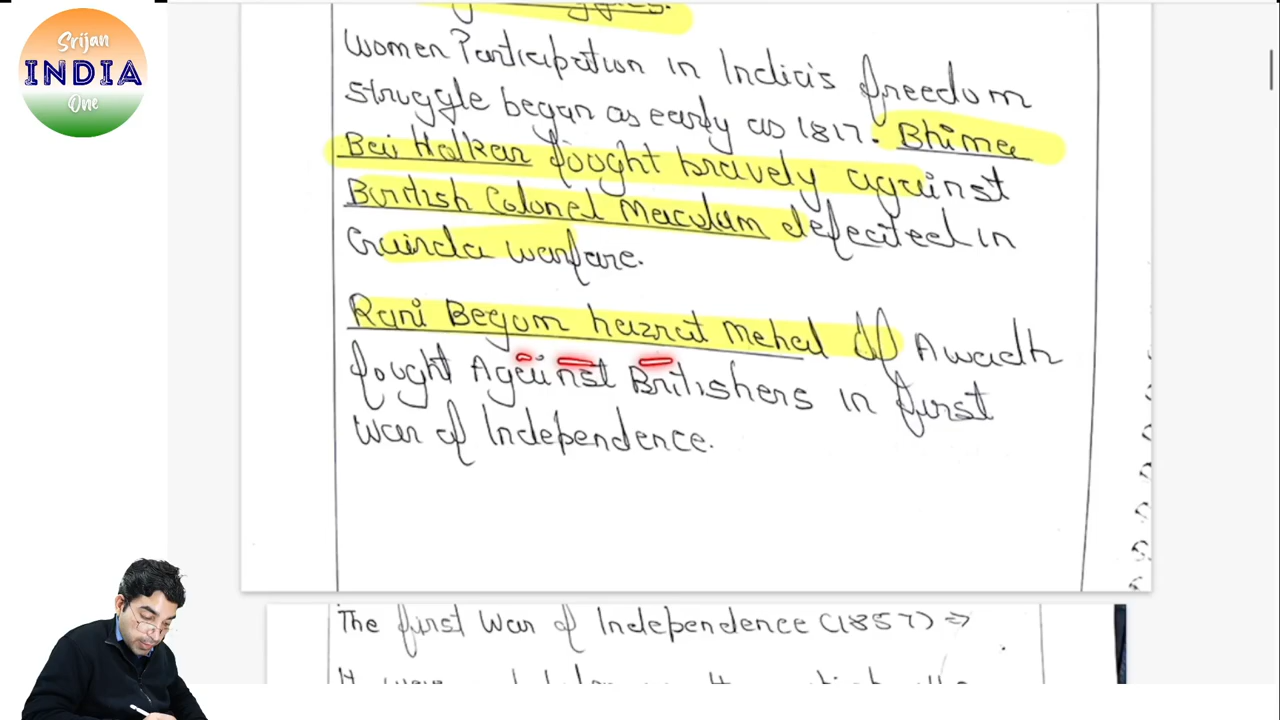 Srijan
INDIA
One
Women Participation in India's freedom
struggle began as early as 1817. Bhima
Bai Holkar fought bravely against
British Colonel Maculam defeated in
warfare.
Rani Begum hazrat Mehal of Awadh
fought Against Britishers in first
War of Independence.
The first War of Independence (1857) ⇒